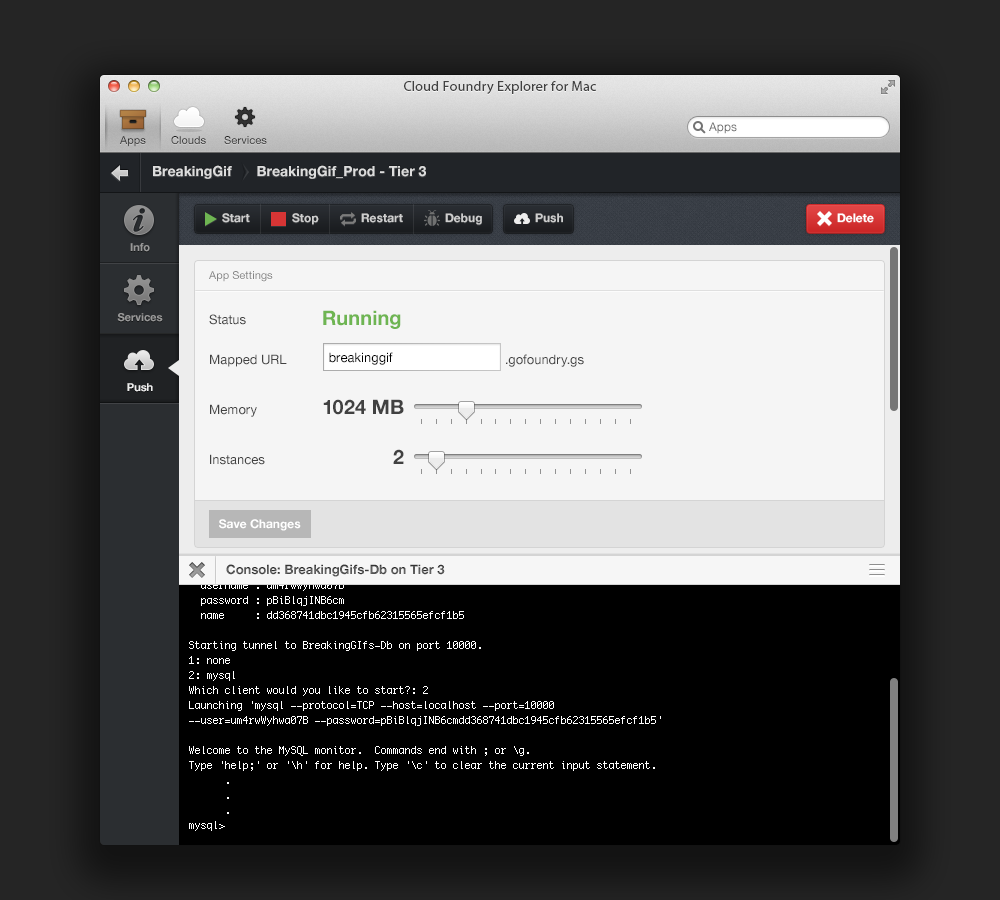 Cloud Foundry Explorer for Mac
Apps
Clouds
Services
Apps
BreakingGif
BreakingGif_Prod - Tier 3
Info
Services
Push
Start
Stop
Restart
Debug
Push
Delete
App Settings
Status
Running
Mapped URL
breakinggif
.gofoundry.gs
Memory
1024 MB
Instances
2
Save Changes
Console: BreakingGifs-Db on Tier 3
username : um4rwWyhwa07B
password : pBiBlqjINB6cm
name : dd368741dbc1945cfb62315565efcf1b5
Starting tunnel to BreakingGIfs-Db on port 10000.
1: none
2: mysql
Which client would you like to start?: 2
Launching 'mysql --protocol=TCP --host=localhost --port=10000
--user=um4rwWyhwa07B --password=pBiBlqjINB6cmdd368741dbc1945cfb62315565efcf1b5'
Welcome to the MySQL monitor. Commands end with ; or \g.
Type 'help;' or '\h' for help. Type '\c' to clear the current input statement.
.
.
.
mysql>